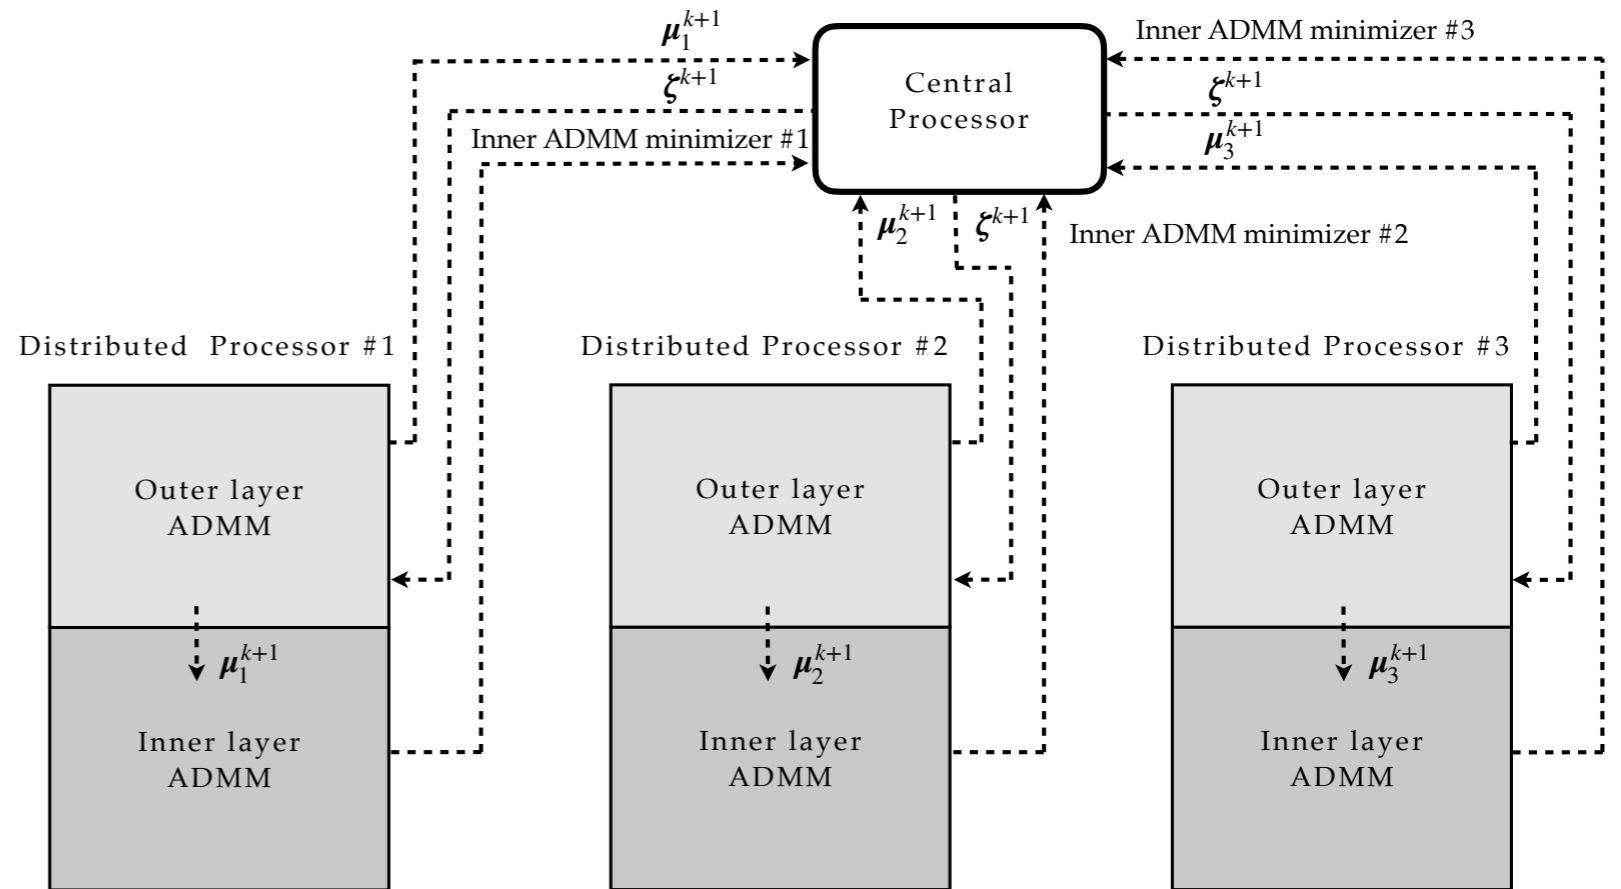 μ₁ᵏ⁺¹
ζᵏ⁺¹
Inner ADMM minimizer #1
Central
Processor
Inner ADMM minimizer #3
ζᵏ⁺¹
μ₃ᵏ⁺¹
μ₂ᵏ⁺¹
ζᵏ⁺¹
Inner ADMM minimizer #2
Distributed Processor #1
Distributed Processor #2
Distributed Processor #3
Outer layer
ADMM
Outer layer
ADMM
Outer layer
ADMM
μ₁ᵏ⁺¹
μ₂ᵏ⁺¹
μ₃ᵏ⁺¹
Inner layer
ADMM
Inner layer
ADMM
Inner layer
ADMM